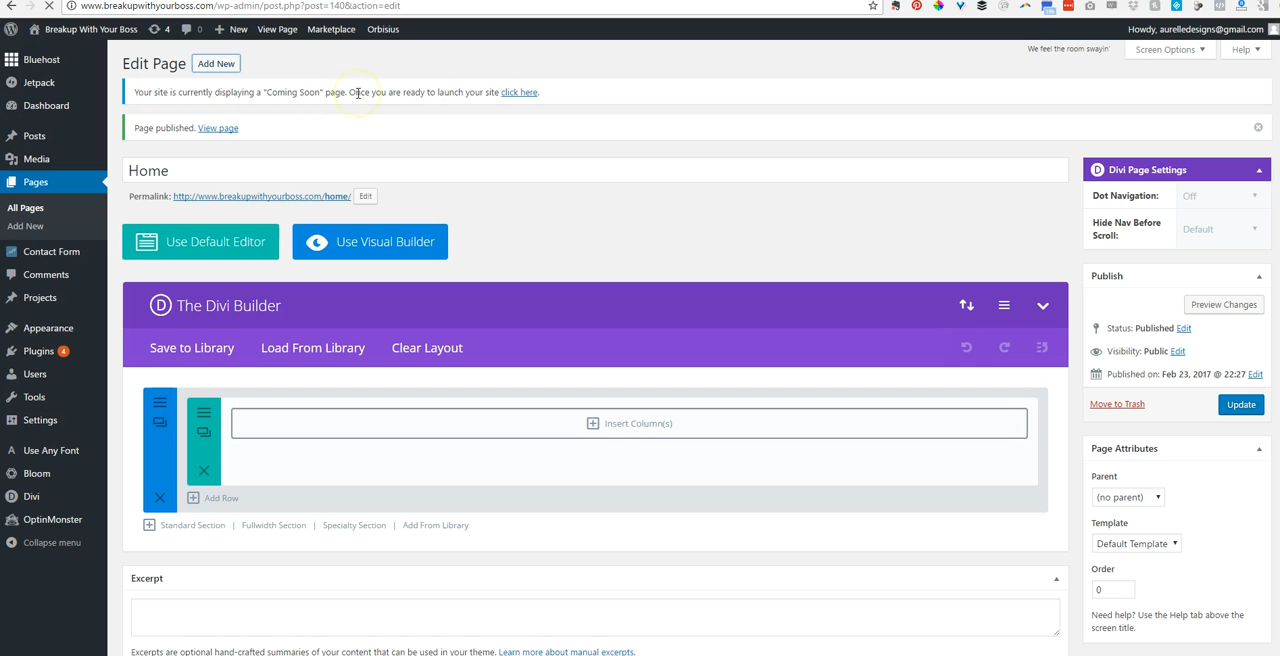 www.breakupwithyourboss.com/wp-admin/post.php?post=140&action=edit
Breakup With Your Boss 4 0 New View Page Marketplace Orbisius Howdy, aurelledesigns@gmail.com
We feel the room swayin'
Screen Options Help
Bluehost
Jetpack
Dashboard
Posts
Media
Pages
All Pages
Add New
Contact Form
Comments
Projects
Appearance
Plugins 4
Users
Tools
Settings
Use Any Font
Bloom
Divi
OptinMonster
Collapse menu
Edit Page Add New
Your site is currently displaying a "Coming Soon" page. Once you are ready to launch your site click here.
Page published. View page
Home
Permalink: http://www.breakupwithyourboss.com/home/ Edit
Use Default Editor Use Visual Builder
The Divi Builder
Save to Library Load From Library Clear Layout
Insert Column(s)
Add Row
Standard Section | Fullwidth Section | Specialty Section | Add From Library
Excerpt
Excerpts are optional hand-crafted summaries of your content that can be used in your theme. Learn more about manual excerpts.
Divi Page Settings
Dot Navigation: Off
Hide Nav Before
Scroll: Default
Publish
Preview Changes
Status: Published Edit
Visibility: Public Edit
Published on: Feb 23, 2017 @ 22:27 Edit
Move to Trash Update
Page Attributes
Parent
(no parent)
Template
Default Template
Order
0
Need help? Use the Help tab above the
screen title.